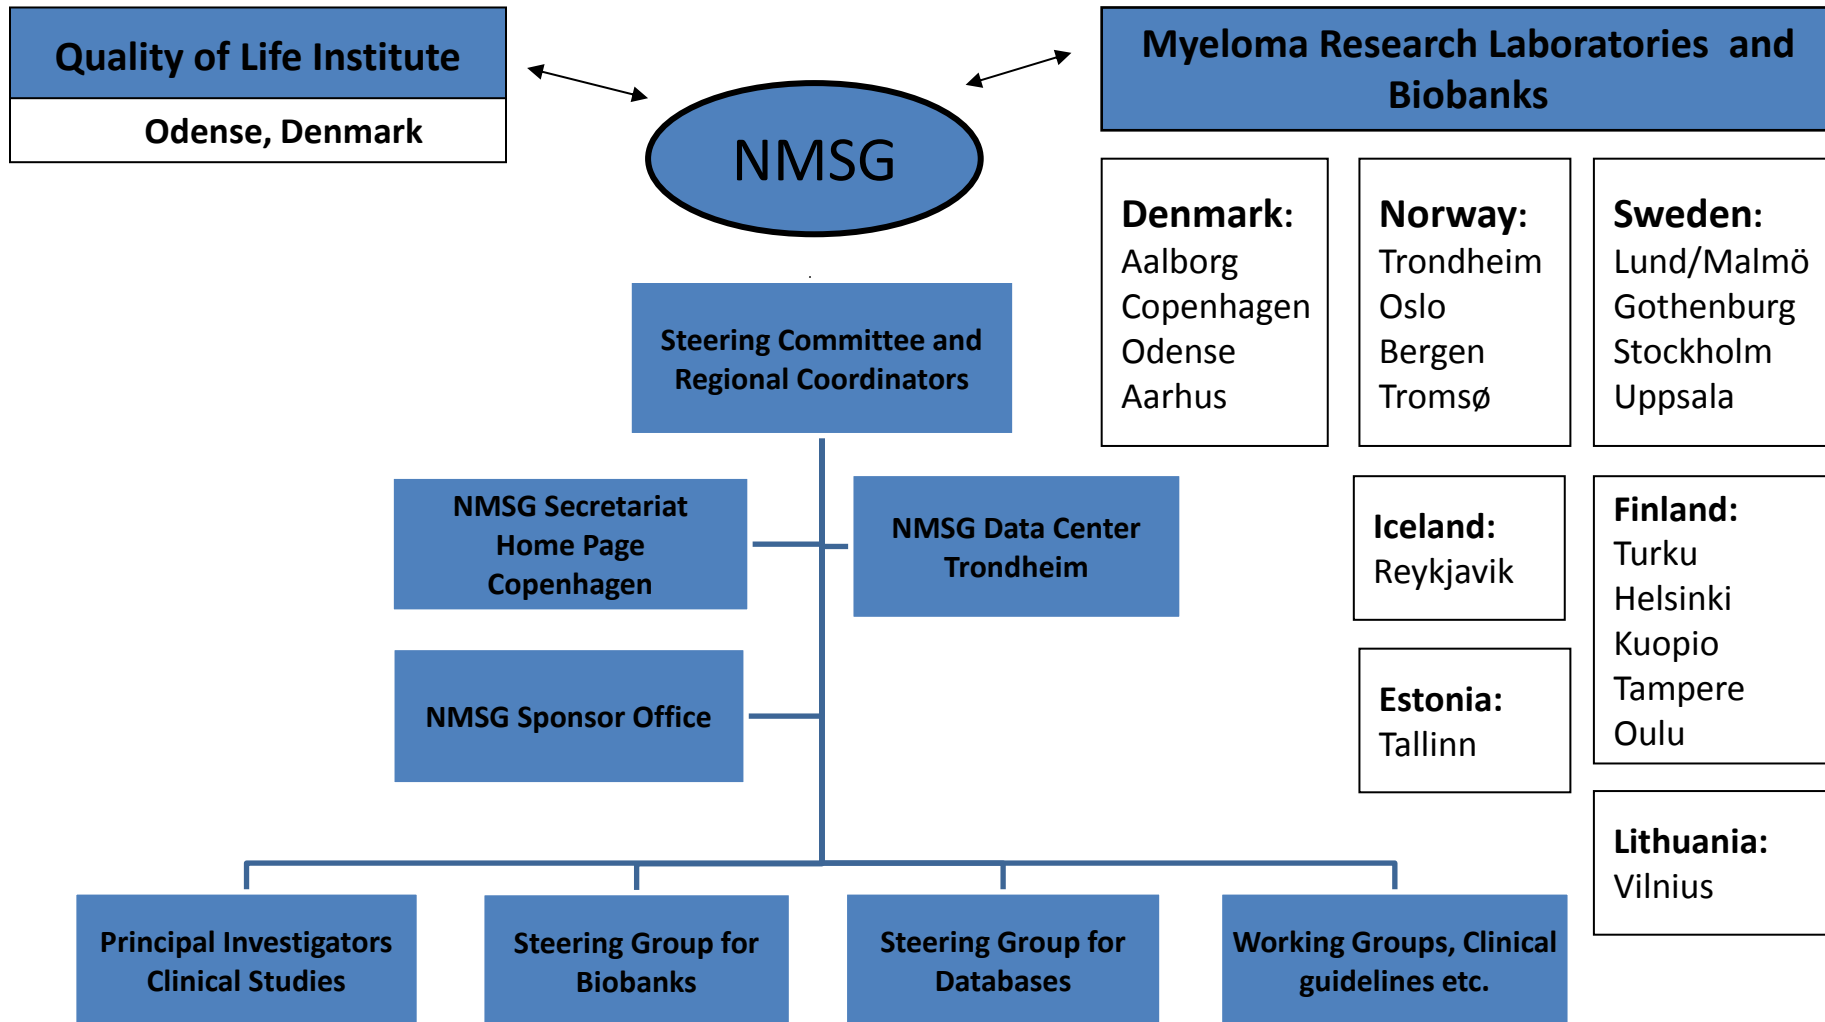 Quality of Life Institute
Odense, Denmark
NMSG
Myeloma Research Laboratories and
Biobanks
Denmark:
Aalborg
Copenhagen
Odense
Aarhus
Norway:
Trondheim
Oslo
Bergen
Tromsø
Sweden:
Lund/Malmö
Gothenburg
Stockholm
Uppsala
Iceland:
Reykjavik
Finland:
Turku
Helsinki
Kuopio
Tampere
Oulu
Estonia:
Tallinn
Lithuania:
Vilnius
Steering Committee and
Regional Coordinators
NMSG Secretariat
Home Page
Copenhagen
NMSG Data Center
Trondheim
NMSG Sponsor Office
Principal Investigators
Clinical Studies
Steering Group for
Biobanks
Steering Group for
Databases
Working Groups, Clinical
guidelines etc.